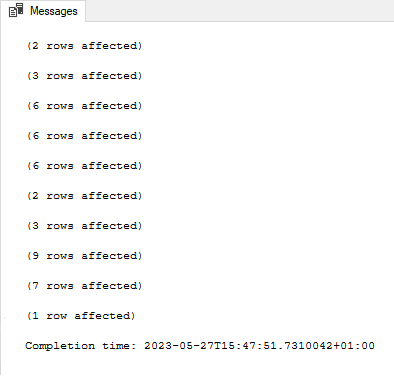 Messages
(2 rows affected)
(3 rows affected)
(6 rows affected)
(6 rows affected)
(6 rows affected)
(2 rows affected)
(3 rows affected)
(9 rows affected)
(7 rows affected)
(1 row affected)
Completion time: 2023-05-27T15:47:51.7310042+01:00